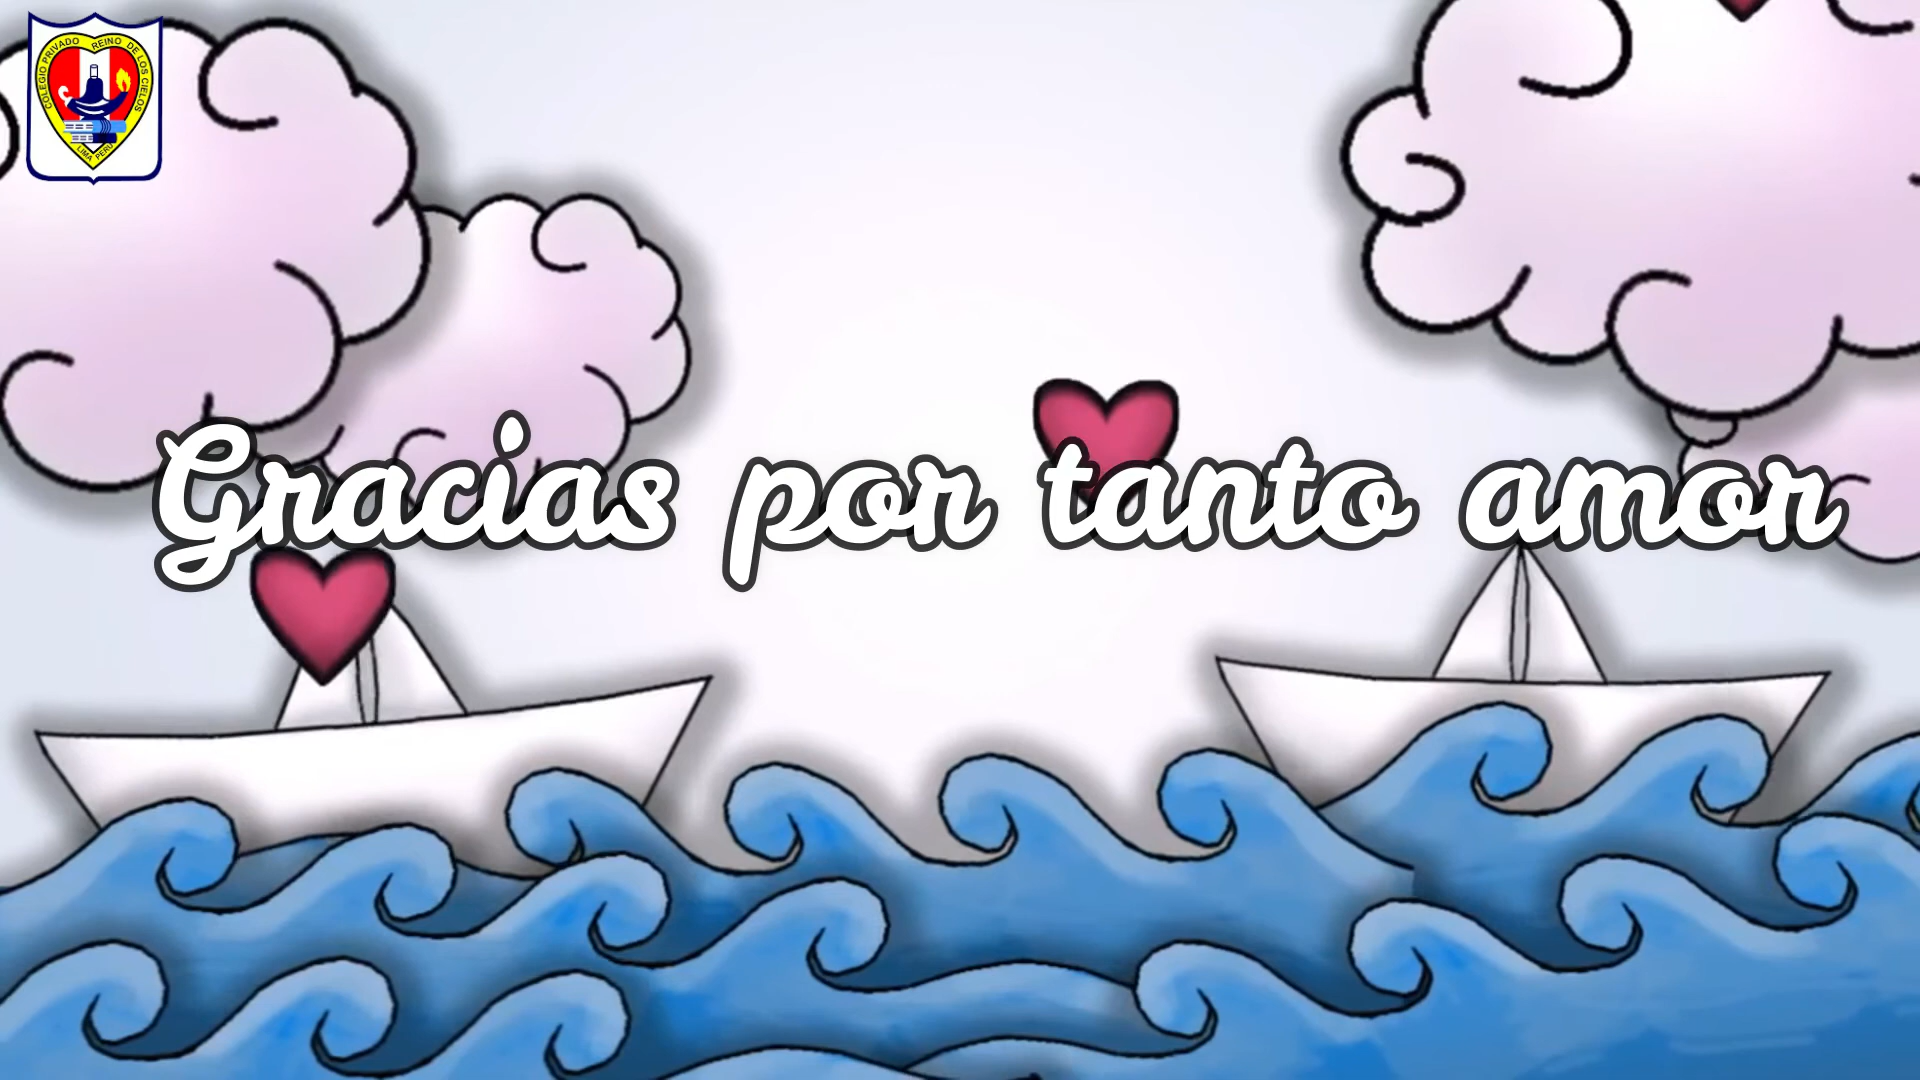 COLEGIO PRIVADO REINO DE LOS CIELOS
LIMA PERU
Gracias por tanto amor